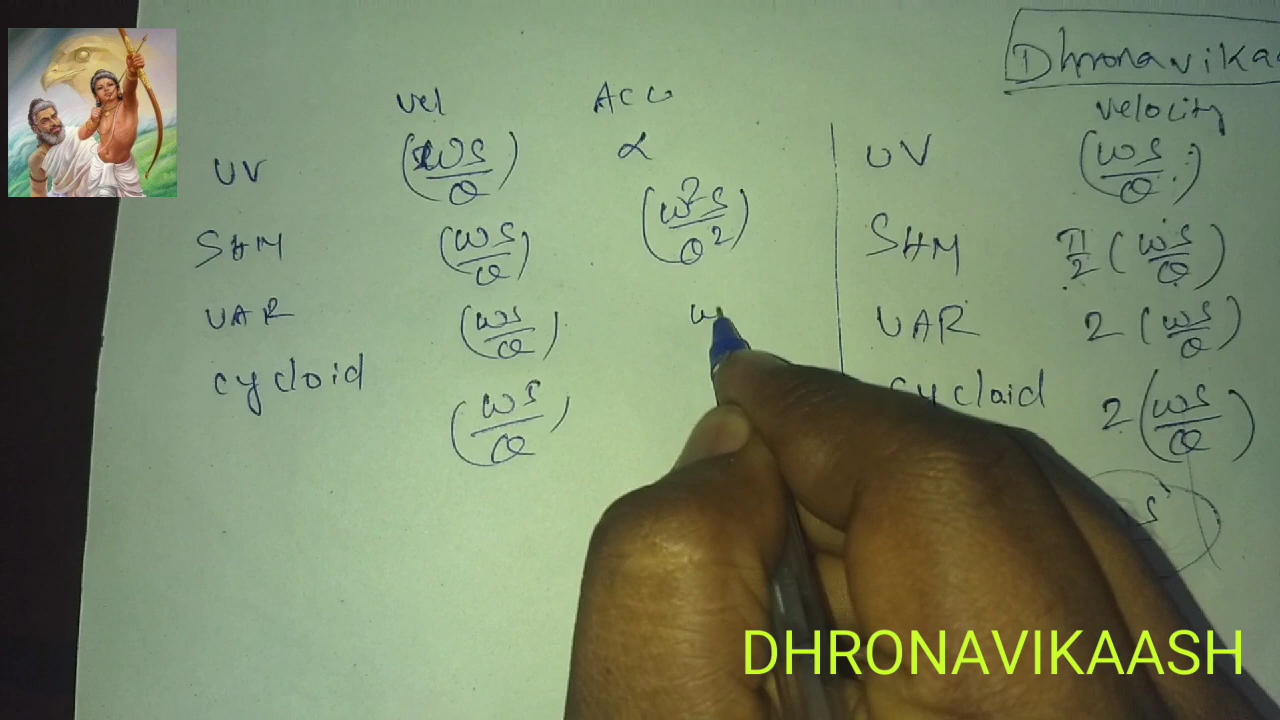 Dhronavikaa
vel Acc velocity
UV (ωs/θ) α UV (ωs/θ)
SHM (ωs/θ) (ω²s/θ²) SHM π/2 (ωs/θ)
UAR (ωs/θ) ω UAR 2 (ωs/θ)
cycloid (ωs/θ) cycloid 2 (ωs/θ)
s
DHRONAVIKAASH